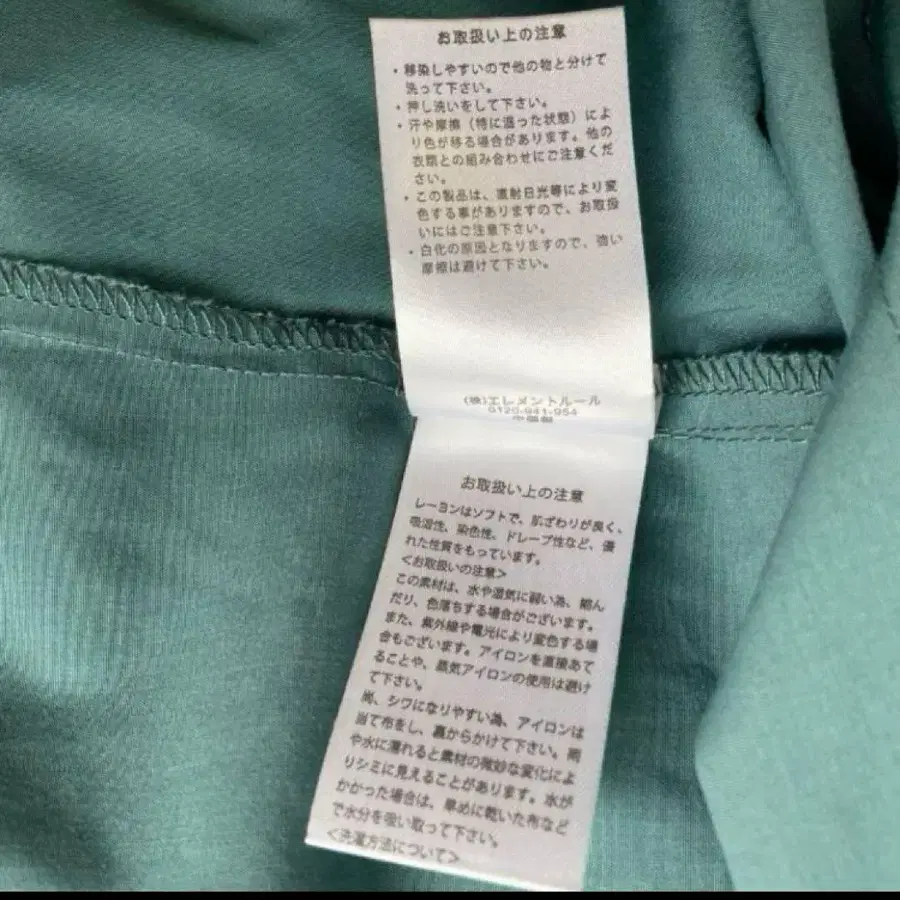 お取扱い上の注意
・移染しやすいので他の物と分けて
洗って下さい。
・押し洗いをして下さい。
・汗や摩擦（特に湿った状態）によ
り色が移る場合があります。他の
衣類との組み合わせにご注意くだ
さい。
・この製品は、直射日光等により変
色する事がありますので、お取扱
いにはご注意下さい。
・白化の原因となりますので、強い
摩擦は避けて下さい。
(株)エレメントルール
0120-941-954
中国製
お取扱い上の注意
レーヨンはソフトで、肌ざわりが良く、
吸湿性、染色性、ドレープ性など、優
れた性質をもっています。
<お取扱いの注意>
この素材は、水や湿気に弱い為、縮ん
だり、色落ちする場合がございます。
また、紫外線や電光により変色する場
合もございます。アイロンを直接あて
ることや、蒸気アイロンの使用は避け
て下さい。
尚、シワになりやすい為、アイロンは
当て布をし、裏からかけて下さい。雨
や水に濡れると素材の微妙な変化によ
りシミに見えることがあります。水が
かかった場合は、早めに乾いた布など
で水分を吸い取って下さい。
<洗濯方法について>